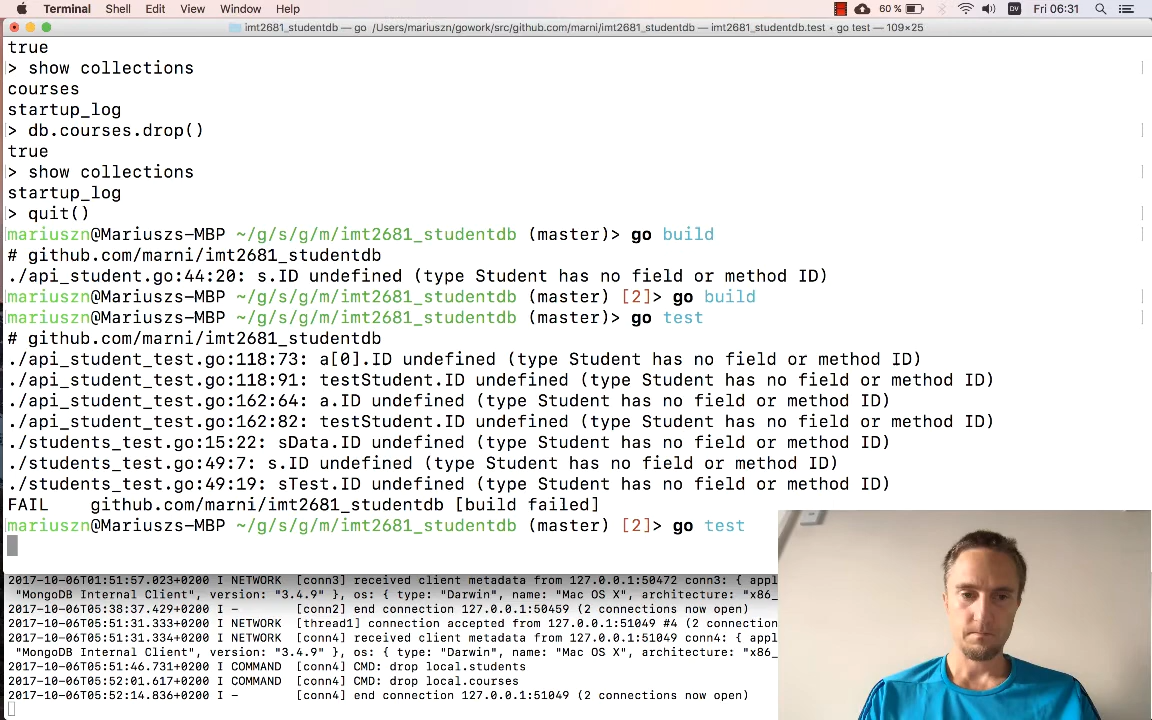 Terminal Shell Edit View Window Help 60 % DV Fri 06:31
imt2681_studentdb — go /Users/mariuszn/gowork/src/github.com/marni/imt2681_studentdb — imt2681_studentdb.test • go test — 109×25
true
> show collections
courses
startup_log
> db.courses.drop()
true
> show collections
startup_log
> quit()
mariuszn@Mariuszs-MBP ~/g/s/g/m/imt2681_studentdb (master)> go build
# github.com/marni/imt2681_studentdb
./api_student.go:44:20: s.ID undefined (type Student has no field or method ID)
mariuszn@Mariuszs-MBP ~/g/s/g/m/imt2681_studentdb (master) [2]> go build
mariuszn@Mariuszs-MBP ~/g/s/g/m/imt2681_studentdb (master)> go test
# github.com/marni/imt2681_studentdb
./api_student_test.go:118:73: a[0].ID undefined (type Student has no field or method ID)
./api_student_test.go:118:91: testStudent.ID undefined (type Student has no field or method ID)
./api_student_test.go:162:64: a.ID undefined (type Student has no field or method ID)
./api_student_test.go:162:82: testStudent.ID undefined (type Student has no field or method ID)
./students_test.go:15:22: sData.ID undefined (type Student has no field or method ID)
./students_test.go:49:7: s.ID undefined (type Student has no field or method ID)
./students_test.go:49:19: sTest.ID undefined (type Student has no field or method ID)
FAIL github.com/marni/imt2681_studentdb [build failed]
mariuszn@Mariuszs-MBP ~/g/s/g/m/imt2681_studentdb (master) [2]> go test
2017-10-06T01:51:57.023+0200 I NETWORK [conn3] received client metadata from 127.0.0.1:50472 conn3: { appl
"MongoDB Internal Client", version: "3.4.9" }, os: { type: "Darwin", name: "Mac OS X", architecture: "x86_
2017-10-06T05:38:37.429+0200 I - [conn2] end connection 127.0.0.1:50459 (2 connections now open)
2017-10-06T05:51:31.333+0200 I NETWORK [thread1] connection accepted from 127.0.0.1:51049 #4 (2 connection
2017-10-06T05:51:31.334+0200 I NETWORK [conn4] received client metadata from 127.0.0.1:51049 conn4: { appl
"MongoDB Internal Client", version: "3.4.9" }, os: { type: "Darwin", name: "Mac OS X", architecture: "x86_
2017-10-06T05:51:46.731+0200 I COMMAND [conn4] CMD: drop local.students
2017-10-06T05:52:01.617+0200 I COMMAND [conn4] CMD: drop local.courses
2017-10-06T05:52:14.836+0200 I - [conn4] end connection 127.0.0.1:51049 (2 connections now open)